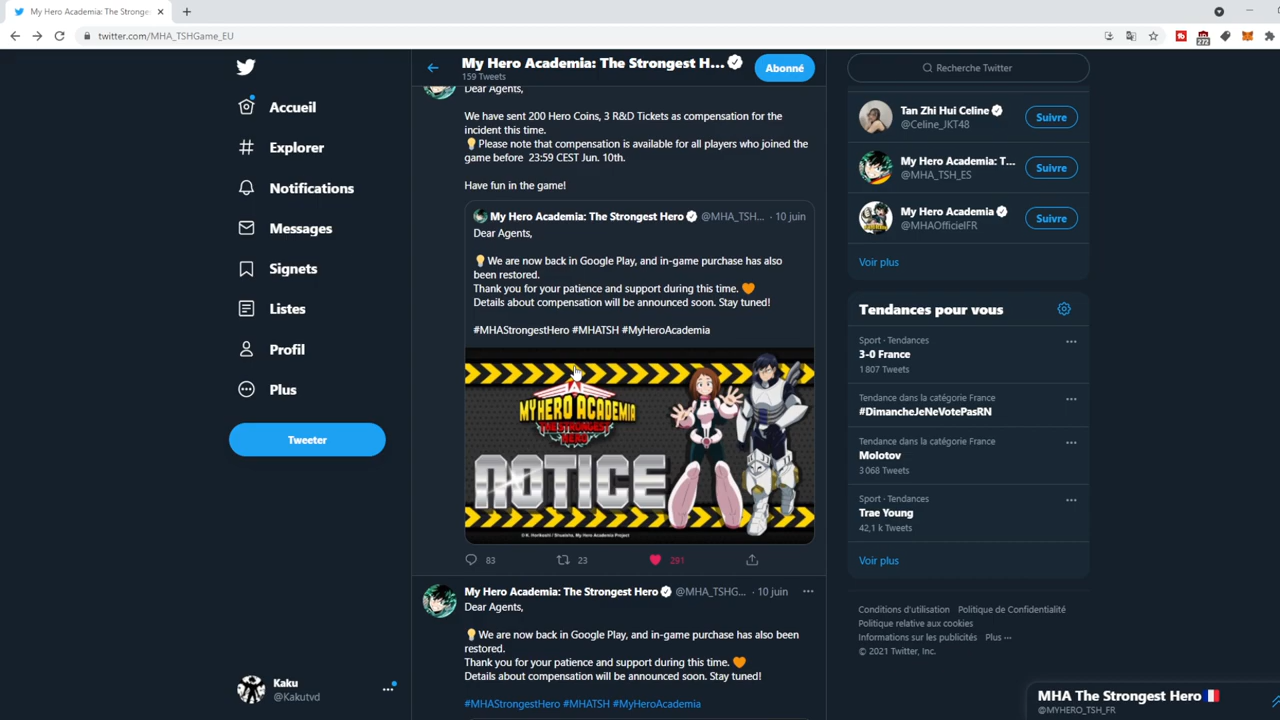 My Hero Academia: The Stronges
twitter.com/MHA_TSHGame_EU
272
My Hero Academia: The Strongest H...
159 Tweets
Abonné
Accueil
Explorer
Notifications
Messages
Signets
Listes
Profil
Plus
Tweeter
Kaku
@Kakutvd
Dear Agents,
We have sent 200 Hero Coins, 3 R&D Tickets as compensation for the
incident this time.
💡Please note that compensation is available for all players who joined the
game before 23:59 CEST Jun. 10th.
Have fun in the game!
My Hero Academia: The Strongest Hero @MHA_TSH... · 10 juin
Dear Agents,
💡We are now back in Google Play, and in-game purchase has also
been restored.
Thank you for your patience and support during this time. 🧡
Details about compensation will be announced soon. Stay tuned!
#MHAStrongestHero #MHATSH #MyHeroAcademia
MY HERO ACADEMIA
THE STRONGEST
HERO
NOTICE
© K. Horikoshi / Shueisha, My Hero Academia Project
83
23
291
My Hero Academia: The Strongest Hero @MHA_TSHG... · 10 juin
Dear Agents,
💡We are now back in Google Play, and in-game purchase has also been
restored.
Thank you for your patience and support during this time. 🧡
Details about compensation will be announced soon. Stay tuned!
#MHAStrongestHero #MHATSH #MyHeroAcademia
Recherche Twitter
Tan Zhi Hui Celine
@Celine_JKT48
Suivre
My Hero Academia: T...
@MHA_TSH_ES
Suivre
My Hero Academia
@MHAOfficielFR
Suivre
Voir plus
Tendances pour vous
Sport · Tendances
3-0 France
1 807 Tweets
Tendance dans la catégorie France
#DimancheJeNeVotePasRN
Tendance dans la catégorie France
Molotov
3 068 Tweets
Sport · Tendances
Trae Young
42,1 k Tweets
Voir plus
Conditions d'utilisation Politique de Confidentialité
Politique relative aux cookies
Informations sur les publicités Plus ···
© 2021 Twitter, Inc.
MHA The Strongest Hero 🇫🇷
@MYHERO_TSH_FR